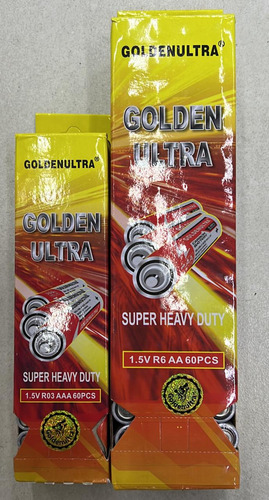 GOLDENULTRA®
GOLDEN
ULTRA
SUPER HEAVY DUTY
1.5V R03 AAA 60PCS
GOLDENULTRA®
GOLDEN
ULTRA
SUPER HEAVY DUTY
1.5V R6 AA 60PCS